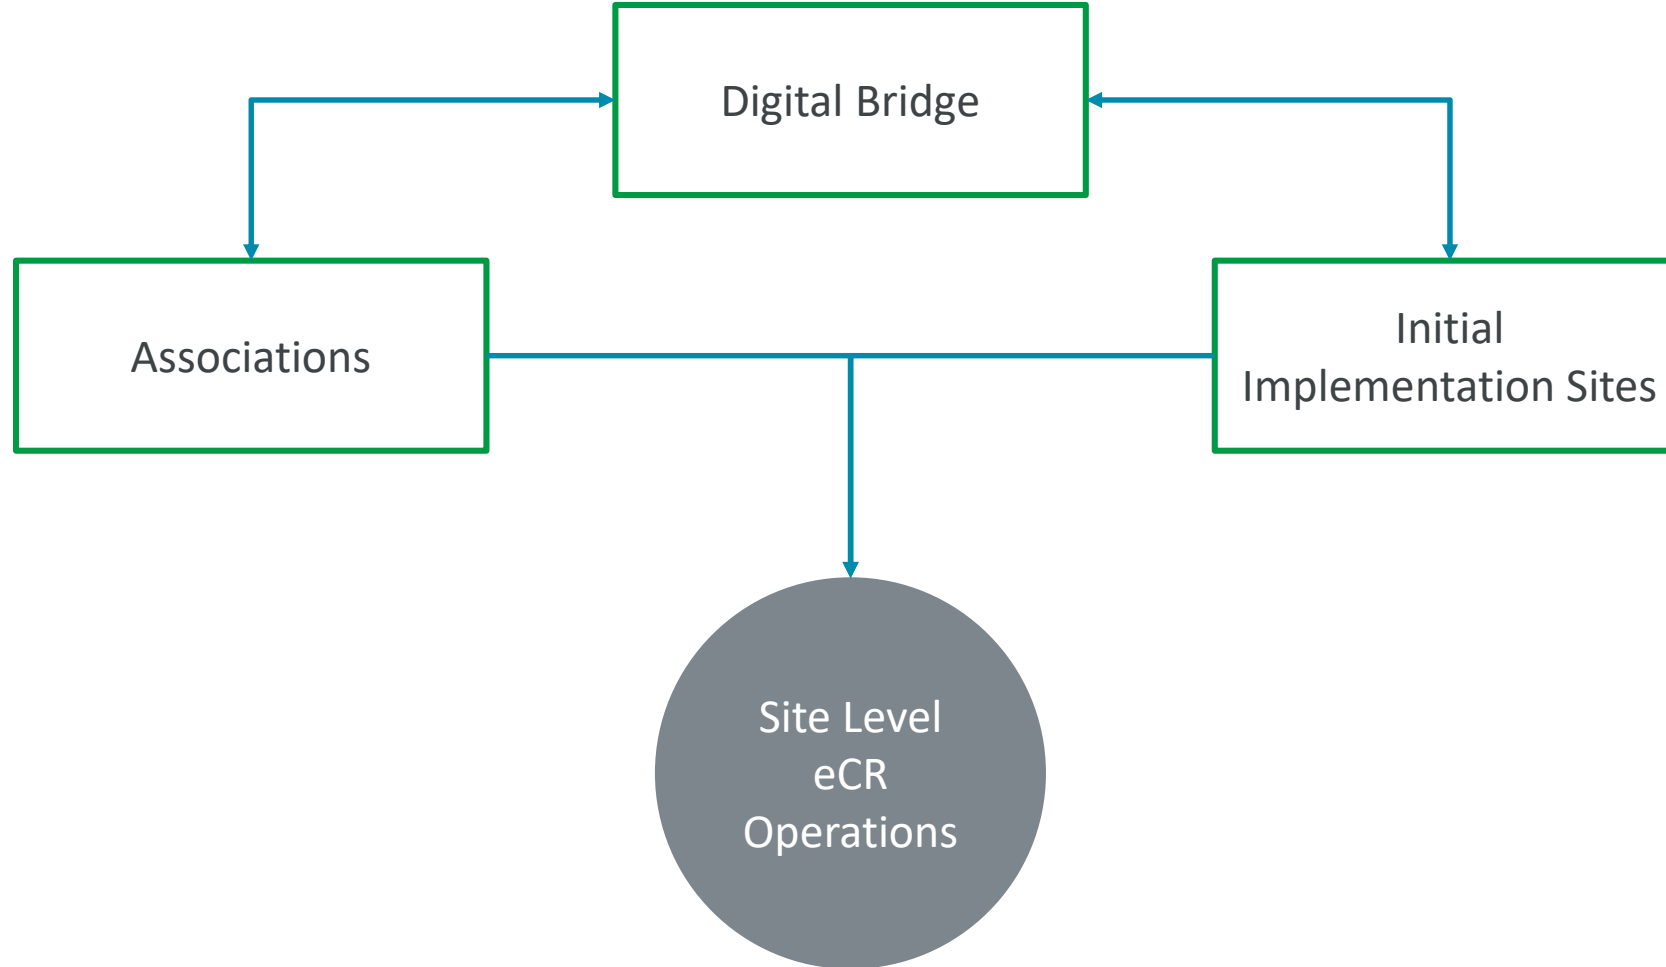 Digital Bridge
Associations
Initial
Implementation Sites
Site Level
eCR
Operations